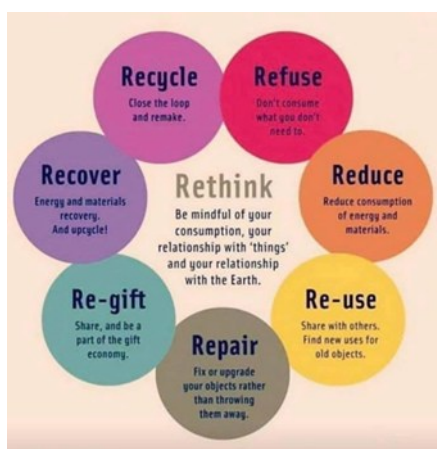 Recycle
Close the loop
and remake.
Refuse
Don't consume
what you don't
need to.
Recover
Energy and materials
recovery.
And upcycle!
Rethink
Be mindful of your
consumption, your
relationship with 'things'
and your relationship
with the Earth.
Reduce
Reduce consumption
of energy and
materials.
Re-gift
Share, and be a
part of the gift
economy.
Repair
Fix or upgrade
your objects rather
than throwing
them away.
Re-use
Share with others.
Find new uses for
old objects.